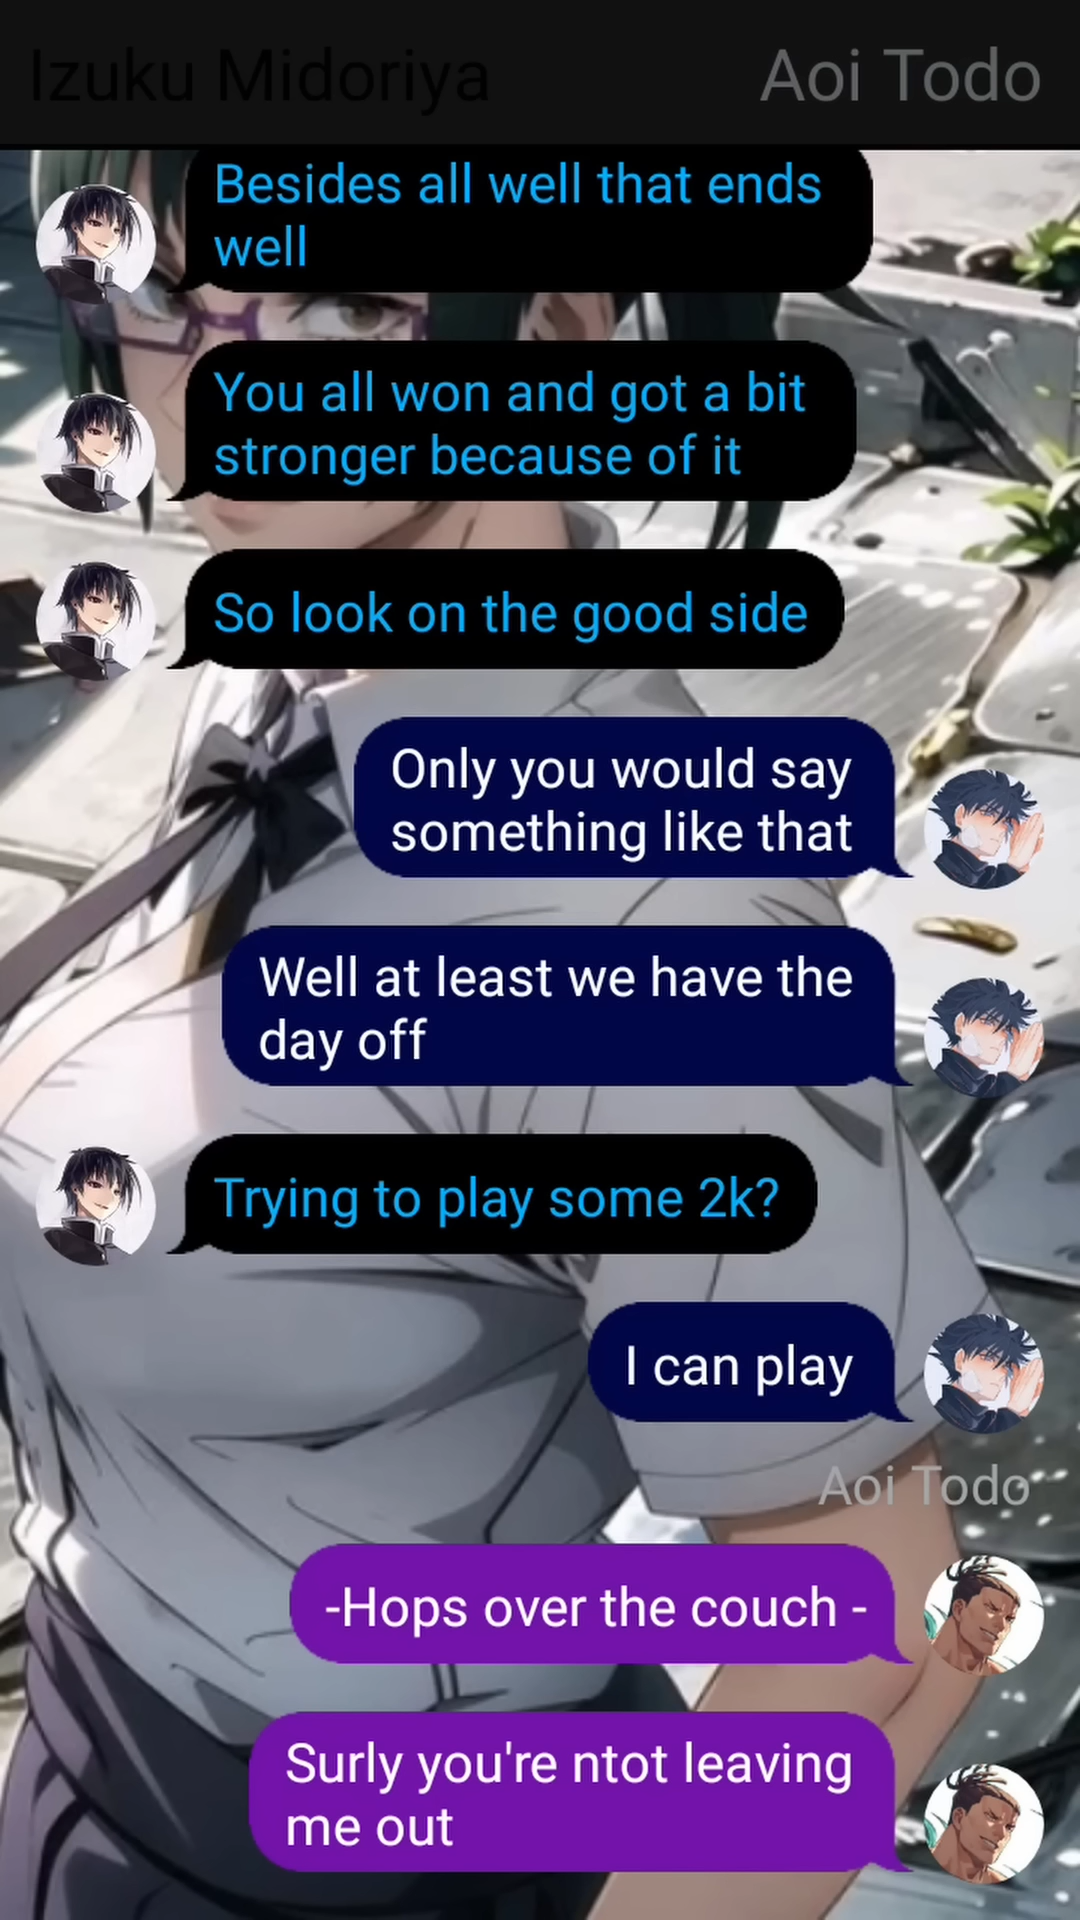 Izuku Midoriya
Aoi Todo
Besides all well that ends
well
You all won and got a bit
stronger because of it
So look on the good side
Only you would say
something like that
Well at least we have the
day off
Trying to play some 2k?
I can play
Aoi Todo
-Hops over the couch -
Surly you're ntot leaving
me out